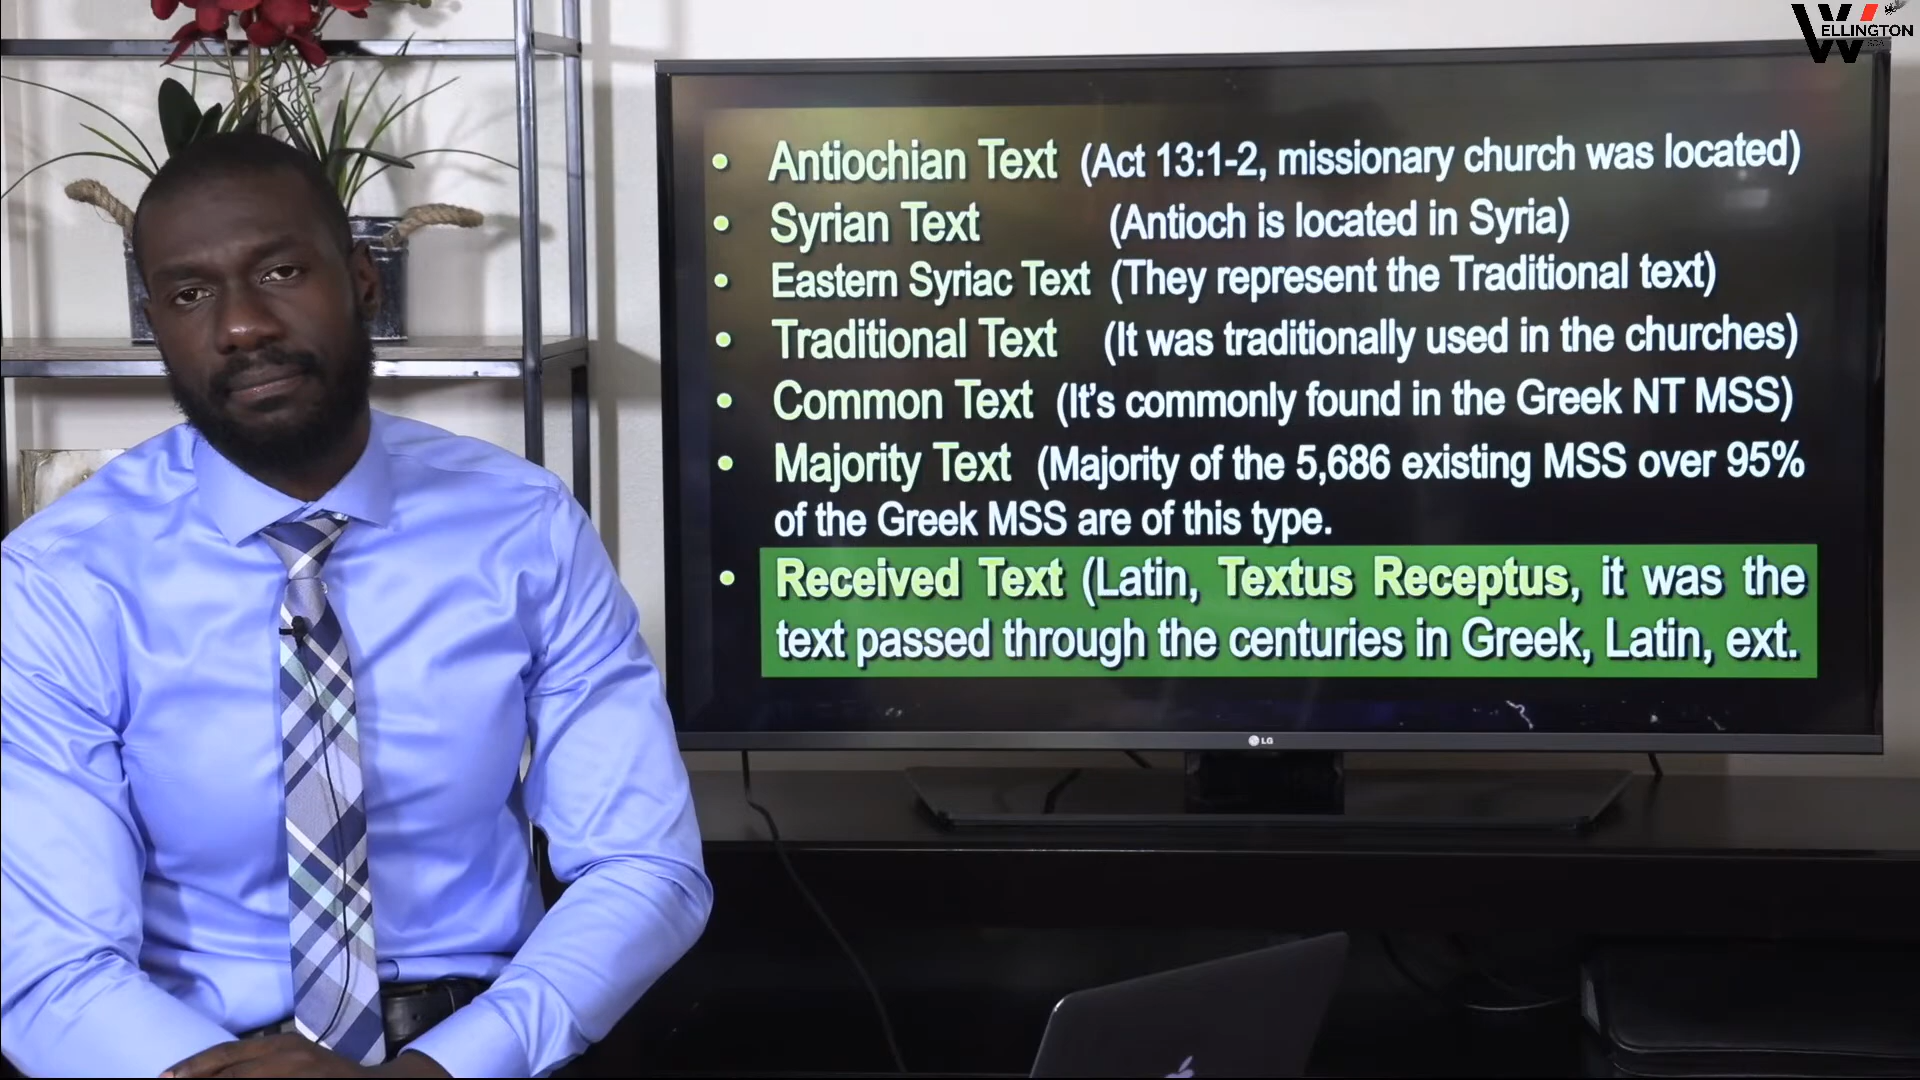 WELLINGTON
SDA
• Antiochian Text (Act 13:1-2, missionary church was located)
• Syrian Text (Antioch is located in Syria)
• Eastern Syriac Text (They represent the Traditional text)
• Traditional Text (It was traditionally used in the churches)
• Common Text (It's commonly found in the Greek NT MSS)
• Majority Text (Majority of the 5,686 existing MSS over 95%
of the Greek MSS are of this type.
• Received Text (Latin, Textus Receptus, it was the
text passed through the centuries in Greek, Latin, ext.
LG